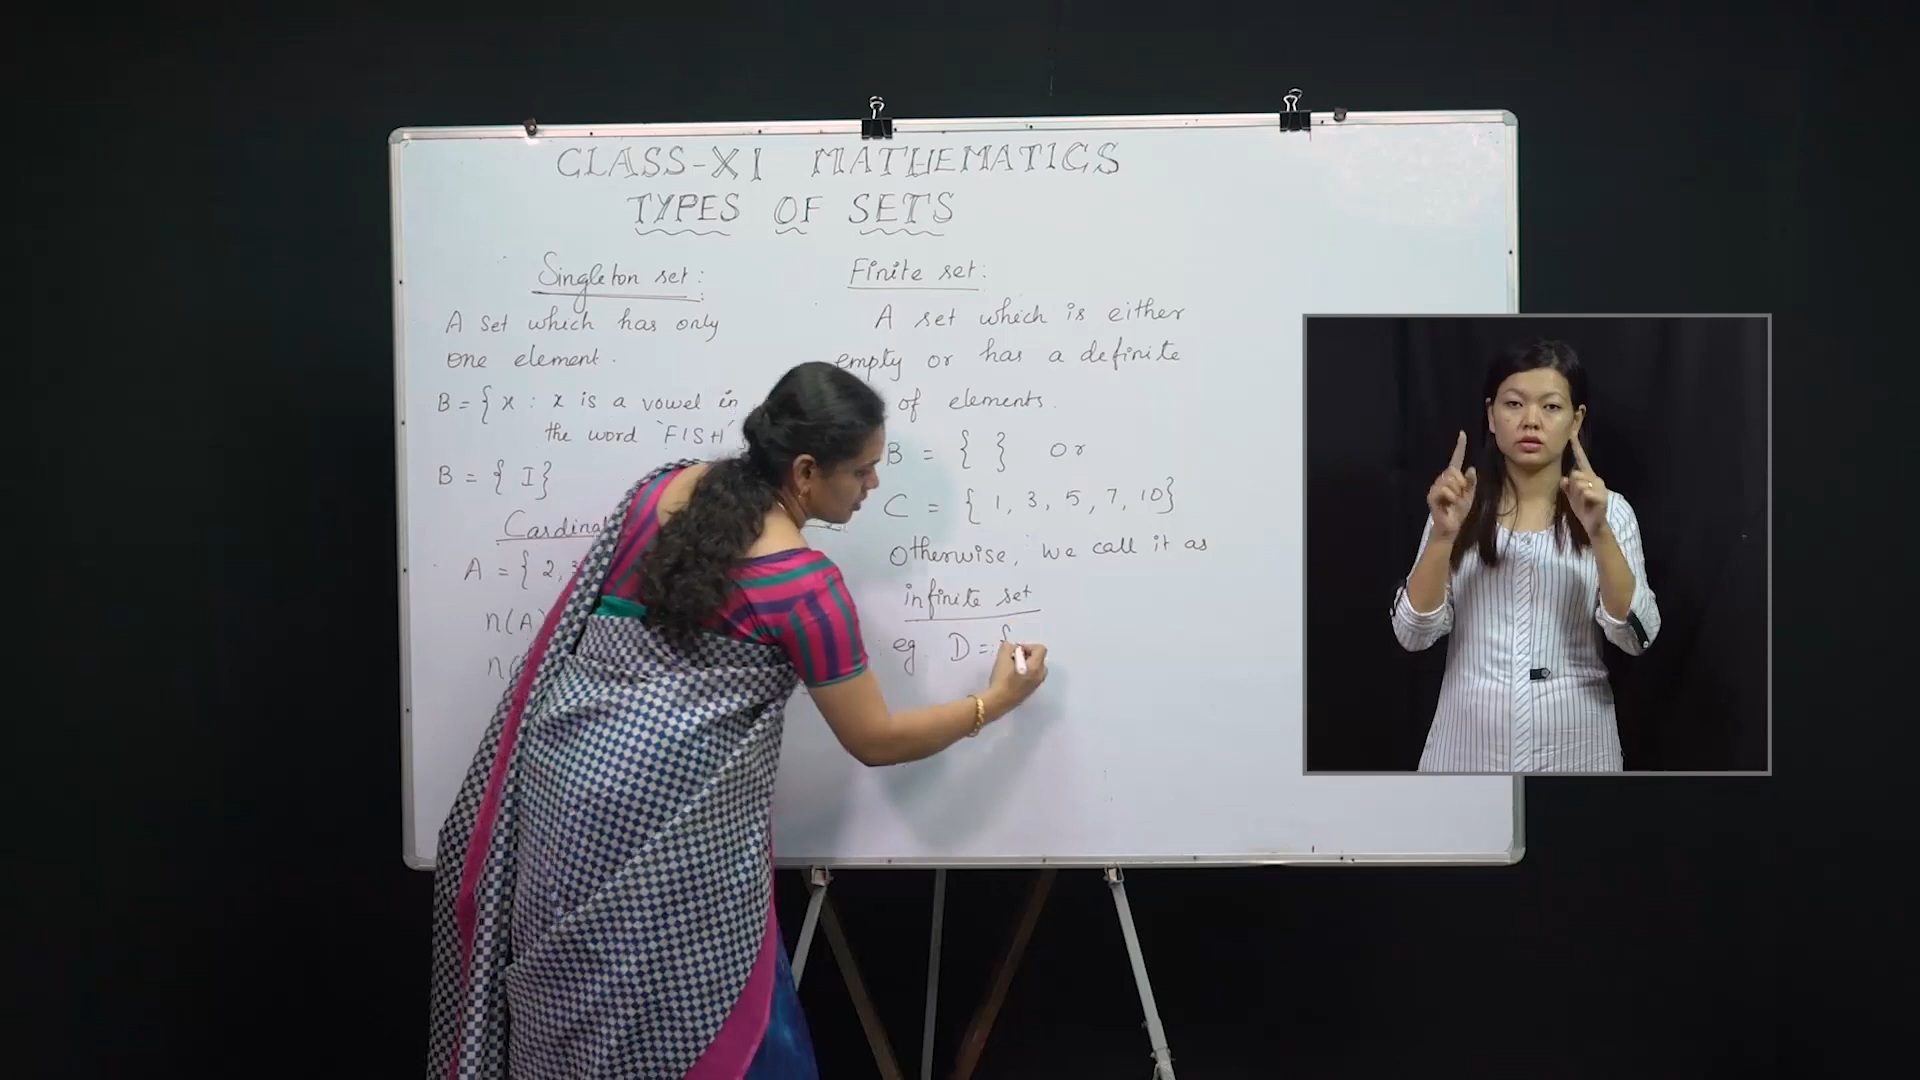 CLASS-XI MATHEMATICS
TYPES OF SETS
Singleton set:
A set which has only
one element.
B = { x : x is a vowel in
the word 'FISH'
B = { I }
A = { 2,
n(A)
n(
Finite set:
A set which is either
empty or has a definite
of elements.
B = { } or
C = { 1, 3, 5, 7, 10}
Otherwise, we call it as
infinite set
eg D = {